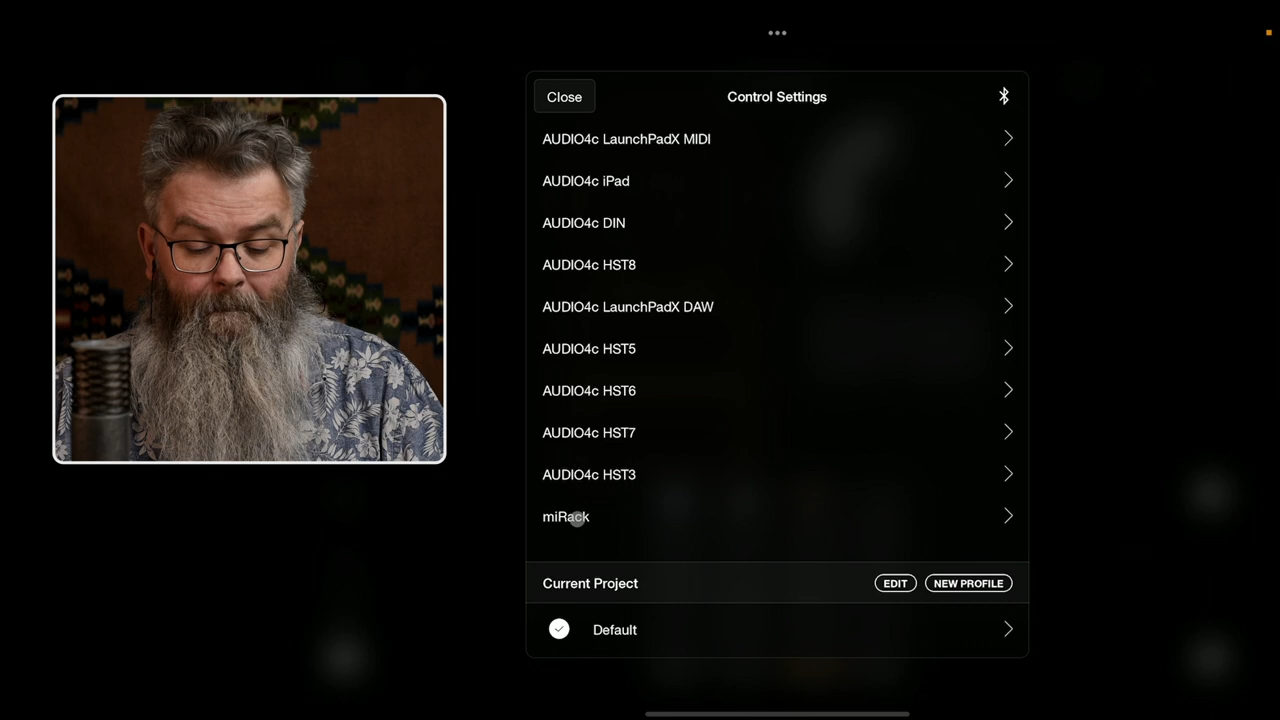 Close
Control Settings
AUDIO4c LaunchPadX MIDI
AUDIO4c iPad
AUDIO4c DIN
AUDIO4c HST8
AUDIO4c LaunchPadX DAW
AUDIO4c HST5
AUDIO4c HST6
AUDIO4c HST7
AUDIO4c HST3
miRack
Current Project
EDIT
NEW PROFILE
Default